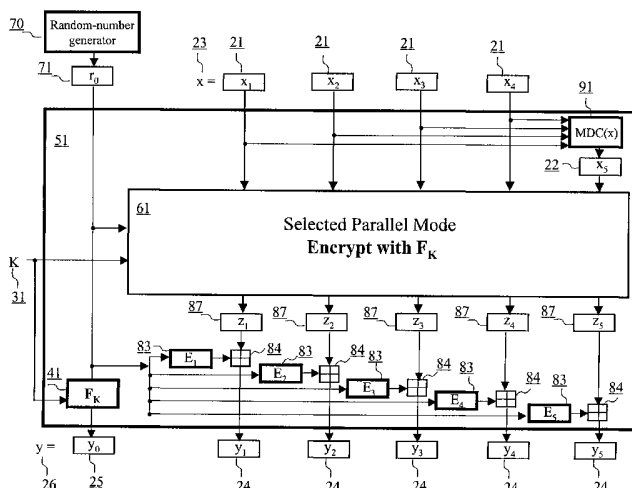 70
Random-number
generator
71
r0
23
21
21
21
21
x =
x1
x2
x3
x4
91
MDC(x)
51
22
x5
61
Selected Parallel Mode
Encrypt with FK
K
31
87
87
87
87
87
z1
z2
z3
z4
z5
83
E1
84
83
E2
84
83
E3
84
83
E4
84
83
E5
84
41
FK
y =
y0
y1
y2
y3
y4
y5
26
25
24
24
24
24
24